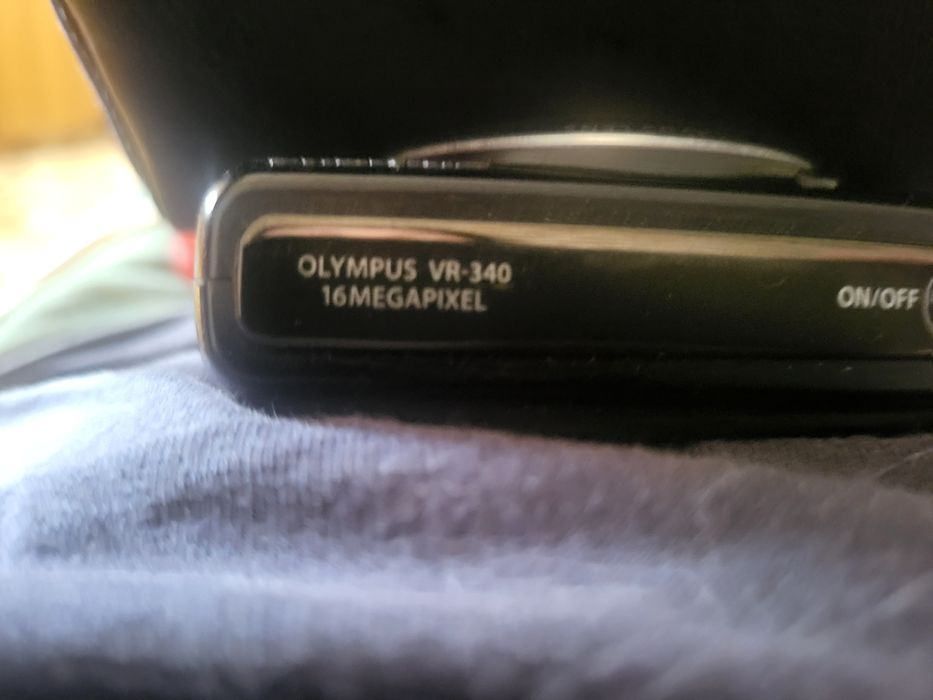 OLYMPUS VR-340
16MEGAPIXEL
ON/OFF